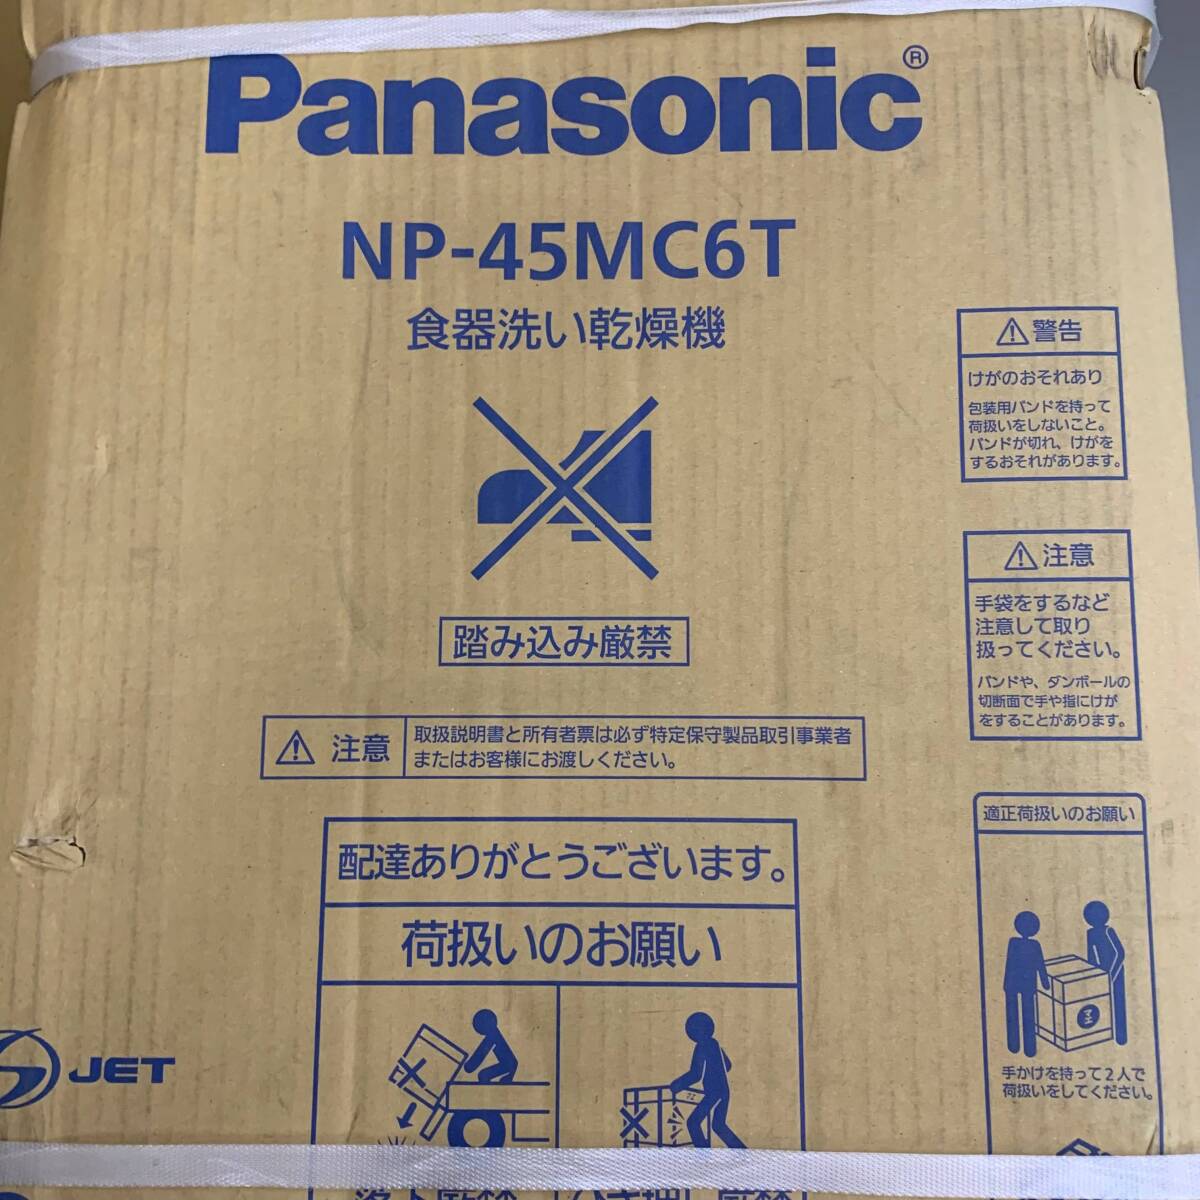 Panasonic®
NP-45MC6T
食器洗い乾燥機
踏み込み厳禁
⚠ 注意
取扱説明書と所有者票は必ず特定保守製品取引事業者
またはお客様にお渡しください。
配達ありがとうございます。
荷扱いのお願い
JET
⚠ 警告
けがのおそれあり
包装用バンドを持って
荷扱いをしないこと。
バンドが切れ、けがを
するおそれがあります。
⚠ 注意
手袋をするなど
注意して取り
扱ってください。
バンドや、ダンボールの
切断面で手や指にけが
をすることがあります。
適正荷扱いのお願い
マエ
手かけを持って2人で
荷扱いをしてください。